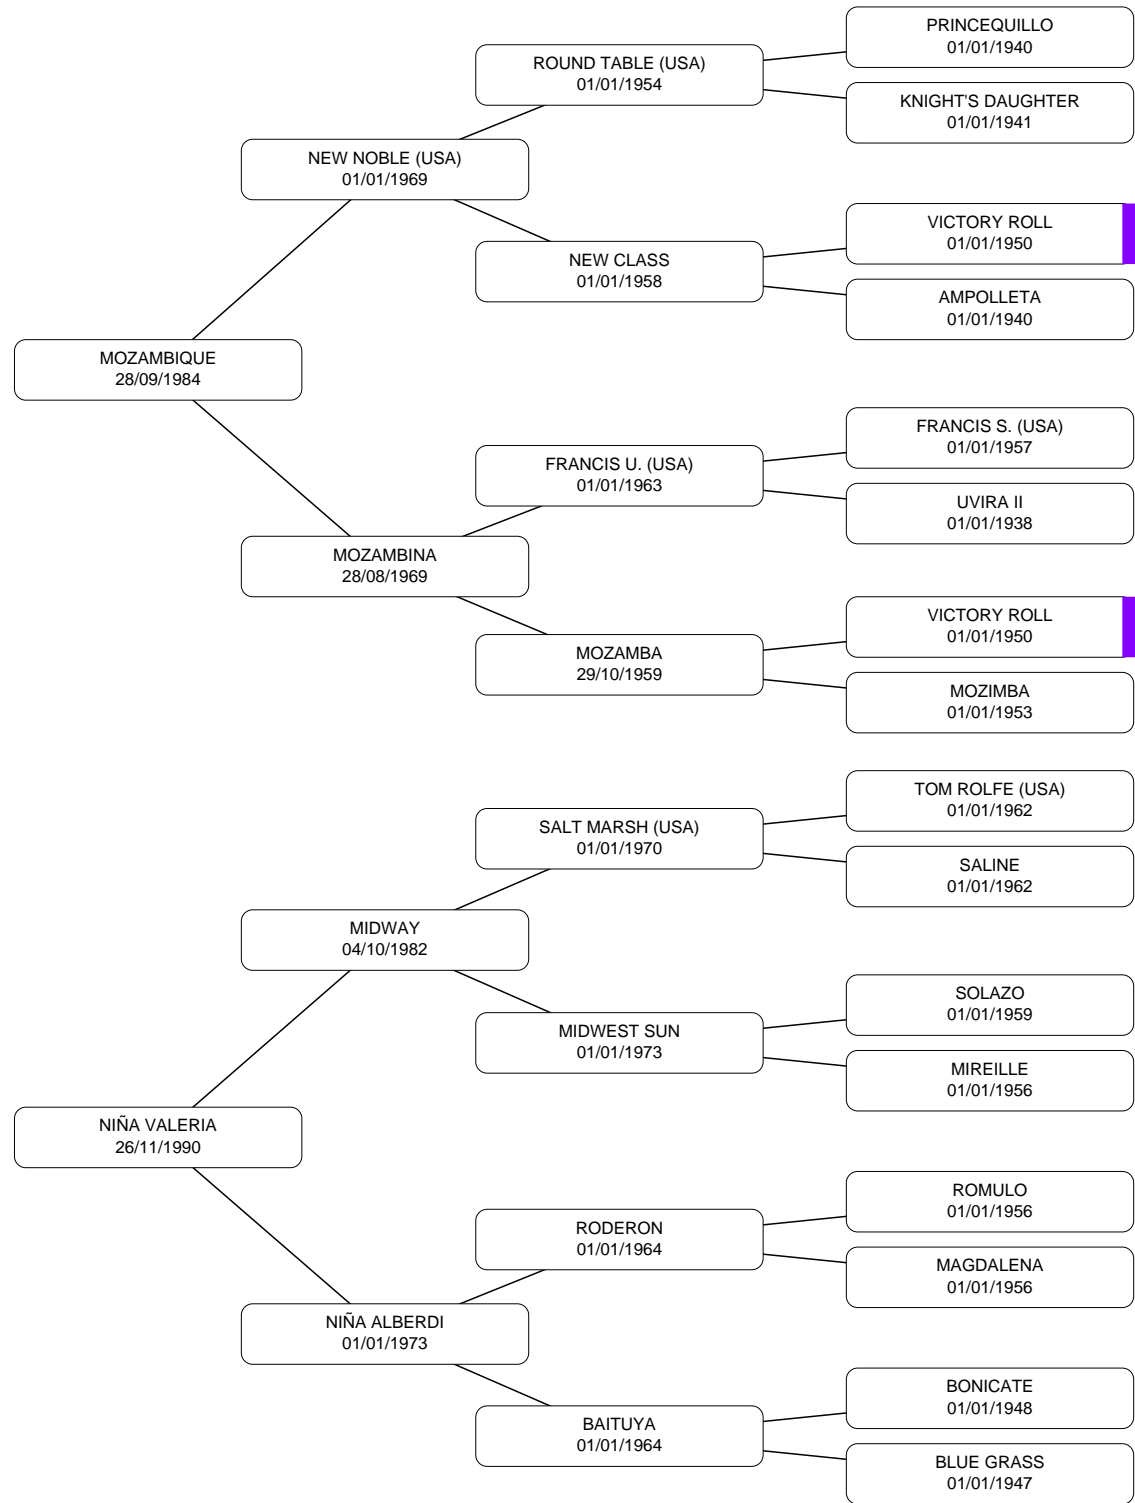 PRINCEQUILLO
01/01/1940
ROUND TABLE (USA)
01/01/1954
KNIGHT'S DAUGHTER
01/01/1941
NEW NOBLE (USA)
01/01/1969
VICTORY ROLL
01/01/1950
NEW CLASS
01/01/1958
AMPOLLETA
01/01/1940
MOZAMBIQUE
28/09/1984
FRANCIS S. (USA)
01/01/1957
FRANCIS U. (USA)
01/01/1963
UVIRA II
01/01/1938
MOZAMBINA
28/08/1969
VICTORY ROLL
01/01/1950
MOZAMBA
29/10/1959
MOZIMBA
01/01/1953
TOM ROLFE (USA)
01/01/1962
SALT MARSH (USA)
01/01/1970
SALINE
01/01/1962
MIDWAY
04/10/1982
SOLAZO
01/01/1959
MIDWEST SUN
01/01/1973
MIREILLE
01/01/1956
NIÑA VALERIA
26/11/1990
ROMULO
01/01/1956
RODERON
01/01/1964
MAGDALENA
01/01/1956
NIÑA ALBERDI
01/01/1973
BONICATE
01/01/1948
BAITUYA
01/01/1964
BLUE GRASS
01/01/1947